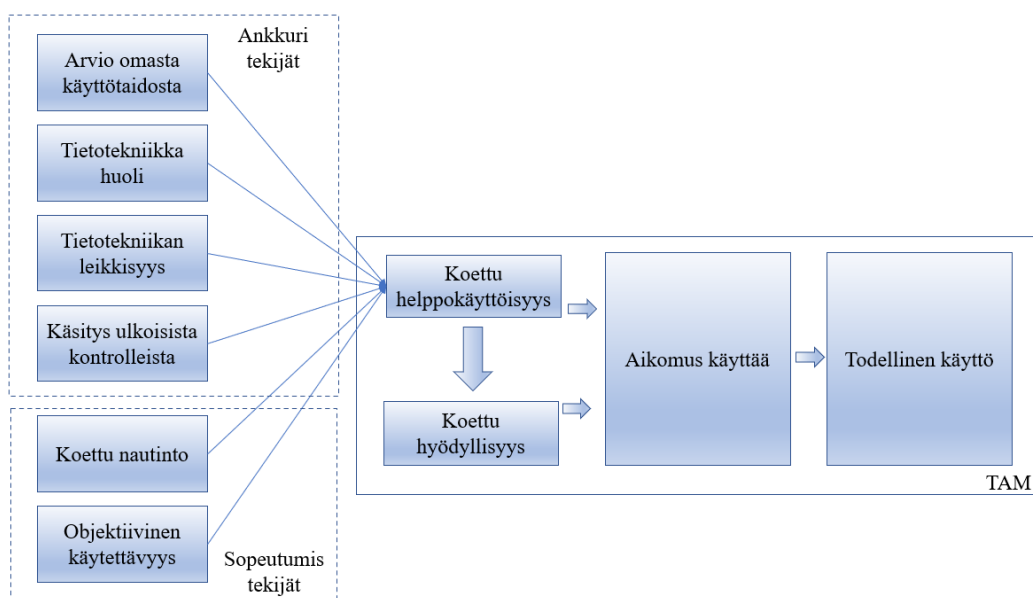 Ankkuri
tekijät
Arvio omasta
käyttötaidosta
Tietotekniikka
huoli
Tietotekniikan
leikkisyys
Käsitys ulkoisista
kontrolleista
Koettu nautinto
Objektiivinen
käytettävyys
Sopeutumis
tekijät
Koettu
helppokäyttöisyys
Koettu
hyödyllisyys
Aikomus käyttää
Todellinen käyttö
TAM